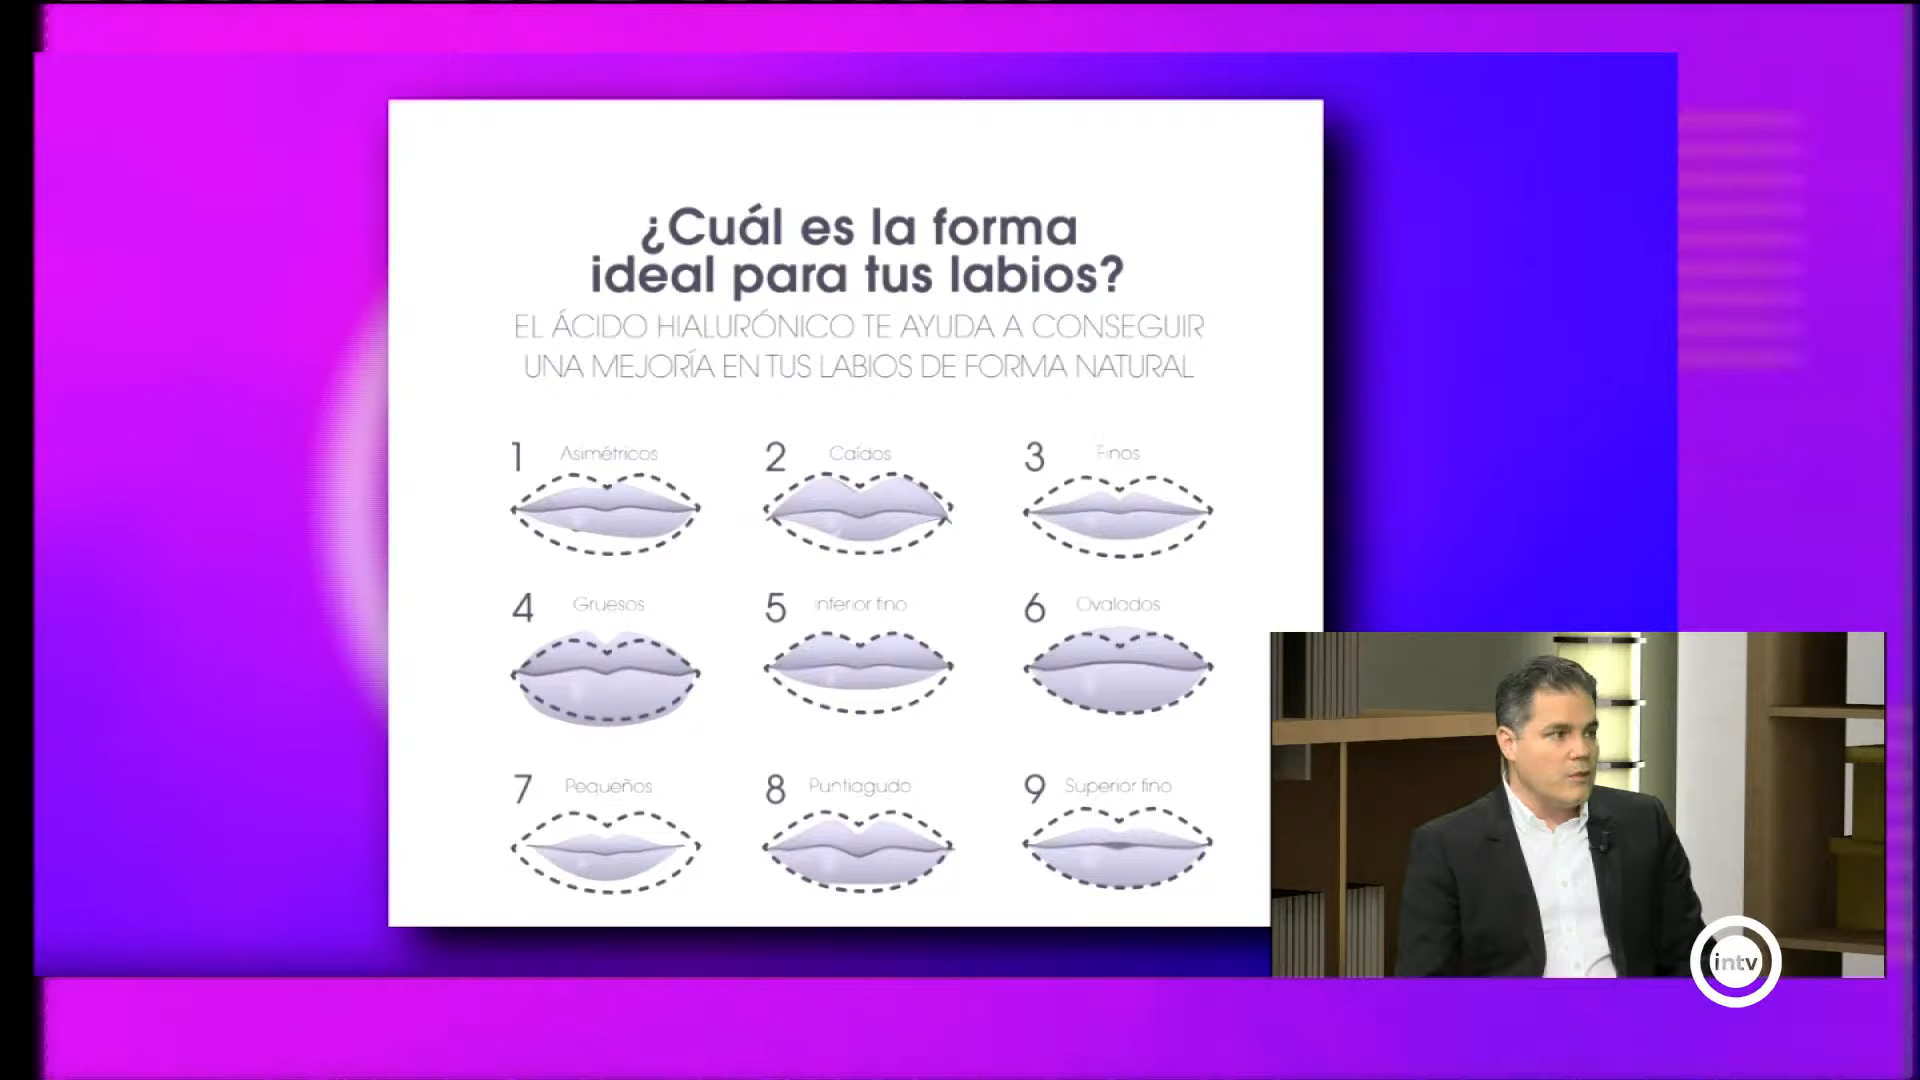 ¿Cuál es la forma
ideal para tus labios?
EL ÁCIDO HIALURÓNICO TE AYUDA A CONSEGUIR
UNA MEJORÍA EN TUS LABIOS DE FORMA NATURAL
1 Asimétricos
2 Caídos
3 Finos
4 Gruesos
5 Inferior fino
6 Ovalados
7 Pequeños
8 Puntiagudo
9 Superior fino
intv